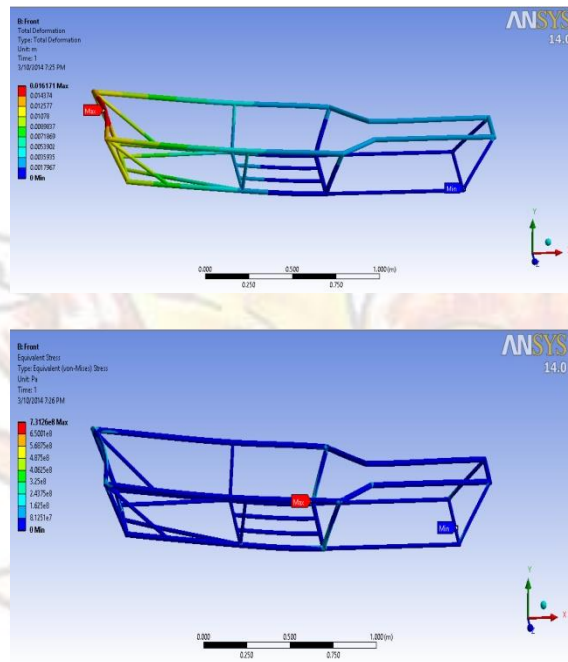 B: Front
Total Deformation
Type: Total Deformation
Unit: m
Time: 1
3/10/2014 7:25 PM
0.016171 Max
0.014374
0.012577
0.01078
0.0089837
0.0071869
0.0053902
0.0035935
0.0017967
0 Min
ANSYS
14.0
Max
Min
0.000 0.500 1.000 (m)
0.250 0.750
Y
B: Front
Equivalent Stress
Type: Equivalent (von-Mises) Stress
Unit: Pa
Time: 1
3/10/2014 7:26 PM
7.3126e8 Max
6.5001e8
5.6875e8
4.875e8
4.0625e8
3.25e8
2.4375e8
1.625e8
8.1251e7
0 Min
ANSYS
14.0
Max
Min
0.000 0.500 1.000 (m)
0.250 0.750
Y
X